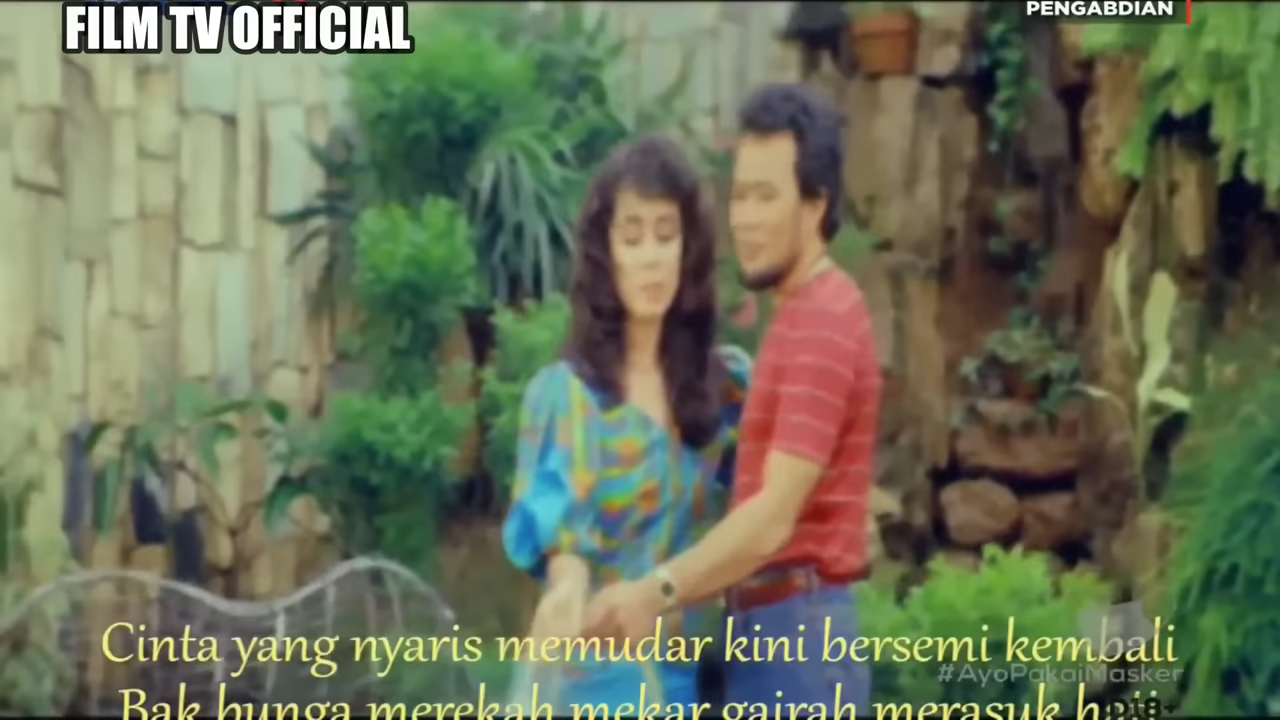 FILM TV OFFICIAL
PENGABDIAN
Cinta yang nyaris memudar kini bersemi kembali
#AyoPakaiMasker
Bak bunga merekah mekar gairah merasuk